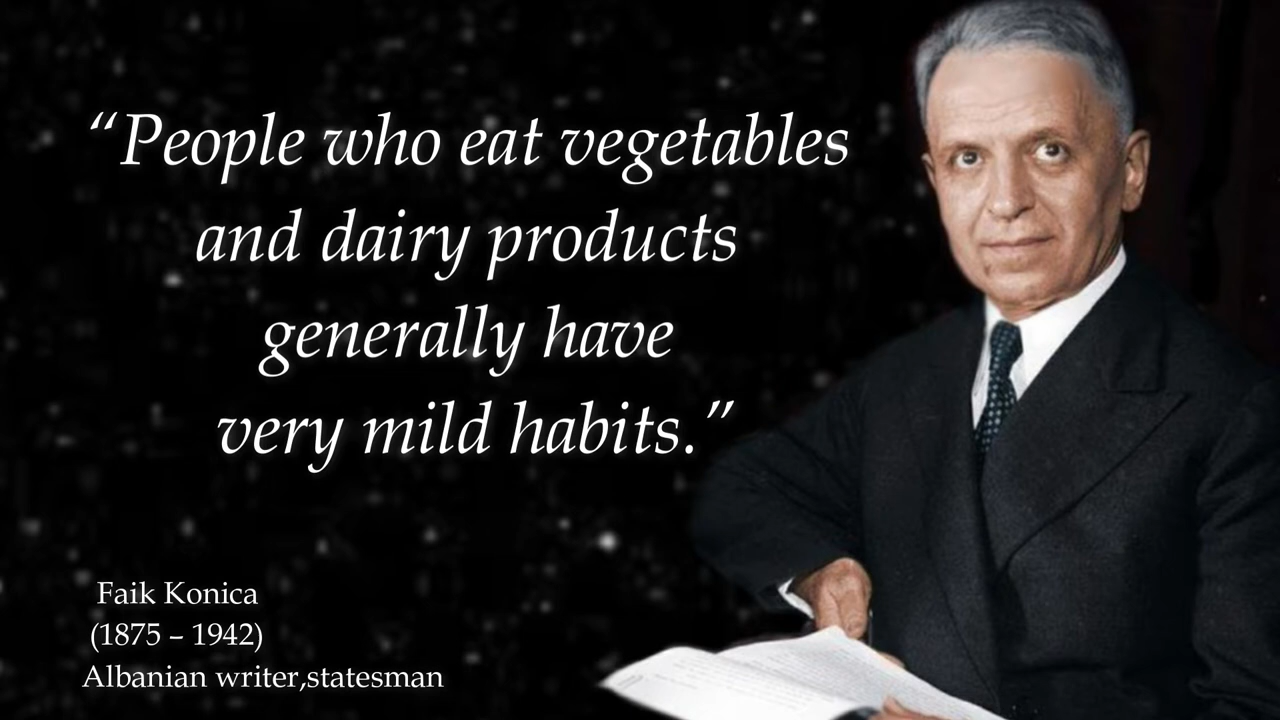 “People who eat vegetables
and dairy products
generally have
very mild habits.”
Faik Konica
(1875 – 1942)
Albanian writer,statesman